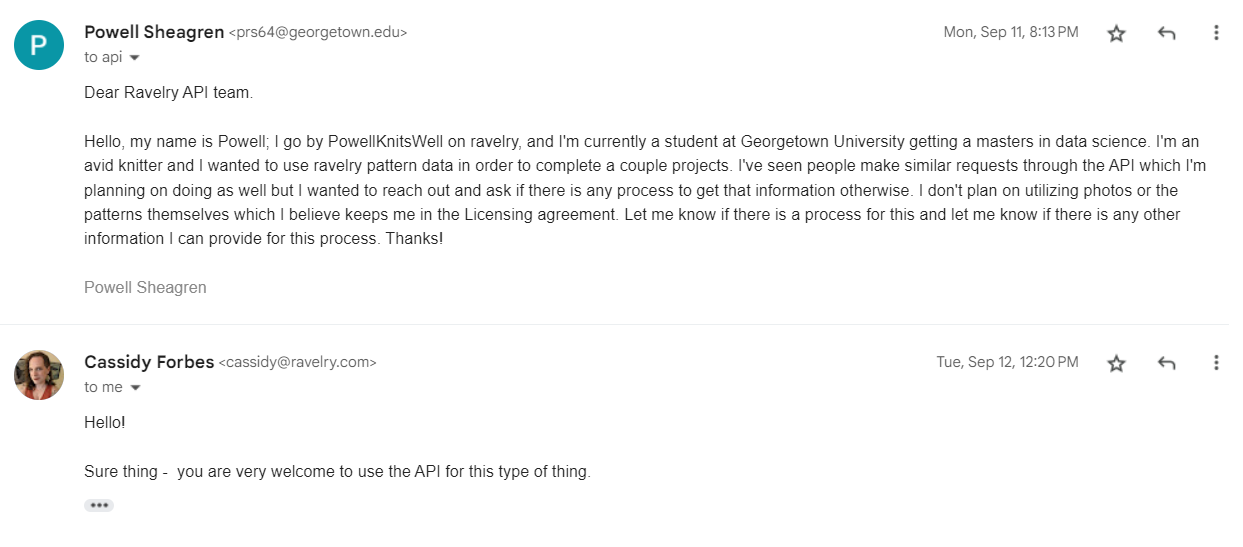 P
Powell Sheagren <prs64@georgetown.edu>
Mon, Sep 11, 8:13 PM
to api
Dear Ravelry API team.
Hello, my name is Powell; I go by PowellKnitsWell on ravelry, and I'm currently a student at Georgetown University getting a masters in data science. I'm an
avid knitter and I wanted to use ravelry pattern data in order to complete a couple projects. I've seen people make similar requests through the API which I'm
planning on doing as well but I wanted to reach out and ask if there is any process to get that information otherwise. I don't plan on utilizing photos or the
patterns themselves which I believe keeps me in the Licensing agreement. Let me know if there is a process for this and let me know if there is any other
information I can provide for this process. Thanks!
Powell Sheagren
Cassidy Forbes <cassidy@ravelry.com>
Tue, Sep 12, 12:20 PM
to me
Hello!
Sure thing -  you are very welcome to use the API for this type of thing.